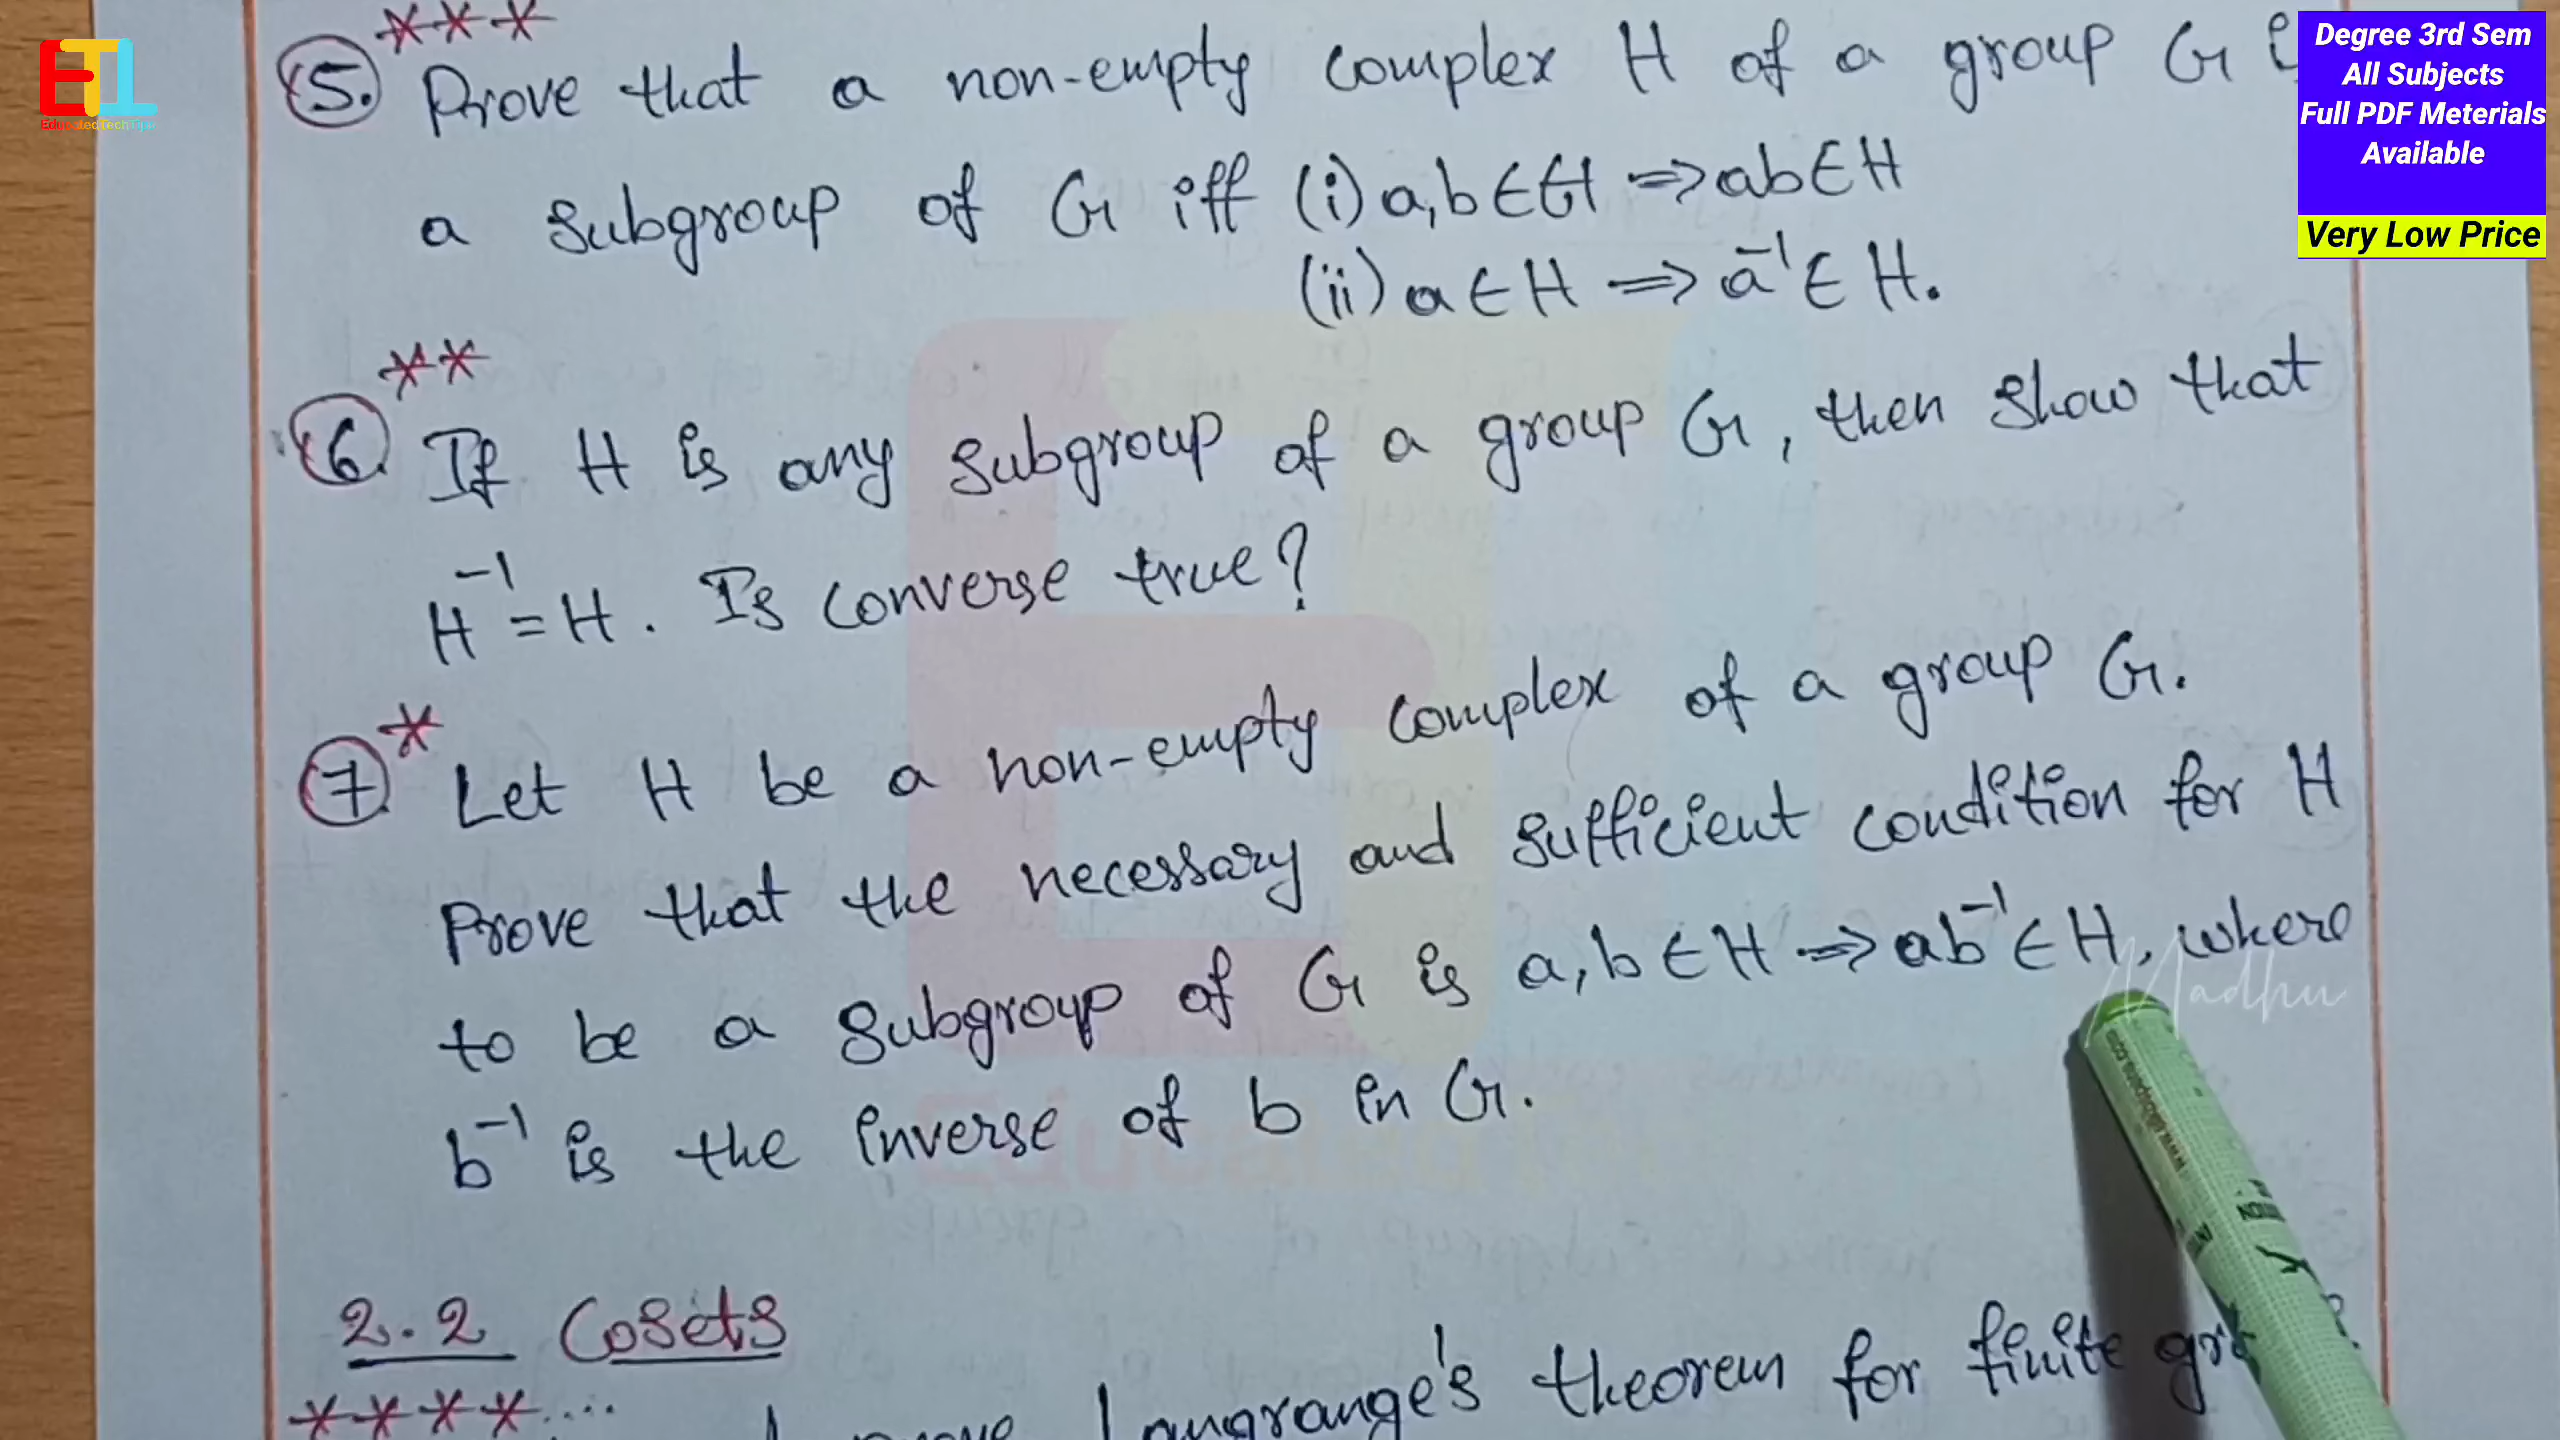 ***
5. Prove that a non-empty complex H of a group G
a subgroup of G iff (i) a,b ∈ H ⇒ ab ∈ H
(ii) a ∈ H ⇒ a⁻¹ ∈ H.
**
6. If H is any subgroup of a group G, then show that
H⁻¹ = H. Is converse true?
*
7. Let H be a non-empty complex of a group G.
Prove that the necessary and sufficient condition for H
to be a subgroup of G is a,b ∈ H ⇒ ab⁻¹ ∈ H, where
b⁻¹ is the inverse of b in G.
2.2 Cosets
****....
Langrange's theorem for finite
ETL
Degree 3rd Sem
All Subjects
Full PDF Meterials
Available
Very Low Price
Madhu